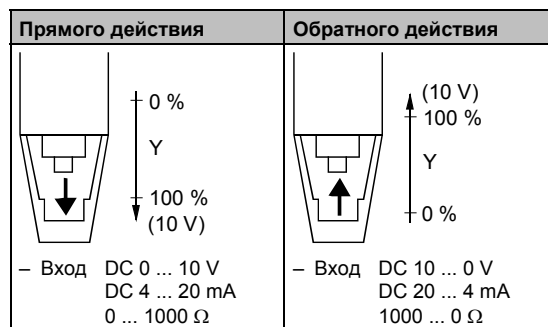 Прямого действия
0 %
Y
100 %
(10 V)
– Вход DC 0 ... 10 V
DC 4 ... 20 mA
0 ... 1000 Ω
Обратного действия
(10 V)
100 %
Y
0 %
– Вход DC 10 ... 0 V
DC 20 ... 4 mA
1000 ... 0 Ω